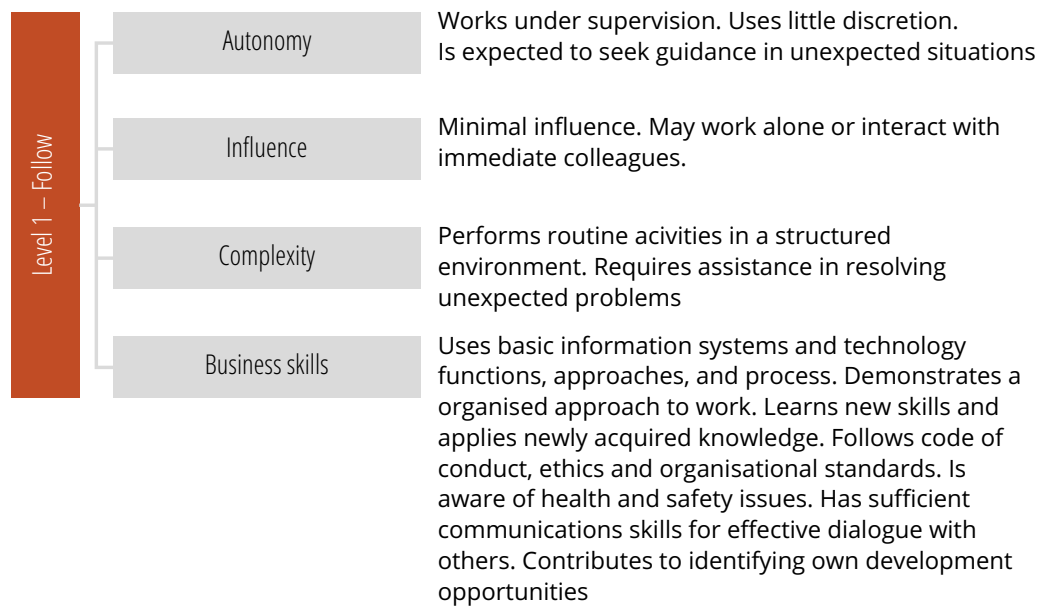 Level 1 – Follow
Autonomy
Works under supervision. Uses little discretion.
Is expected to seek guidance in unexpected situations
Influence
Minimal influence. May work alone or interact with
immediate colleagues.
Complexity
Performs routine acivities in a structured
environment. Requires assistance in resolving
unexpected problems
Business skills
Uses basic information systems and technology
functions, approaches, and process. Demonstrates a
organised approach to work. Learns new skills and
applies newly acquired knowledge. Follows code of
conduct, ethics and organisational standards. Is
aware of health and safety issues. Has sufficient
communications skills for effective dialogue with
others. Contributes to identifying own development
opportunities